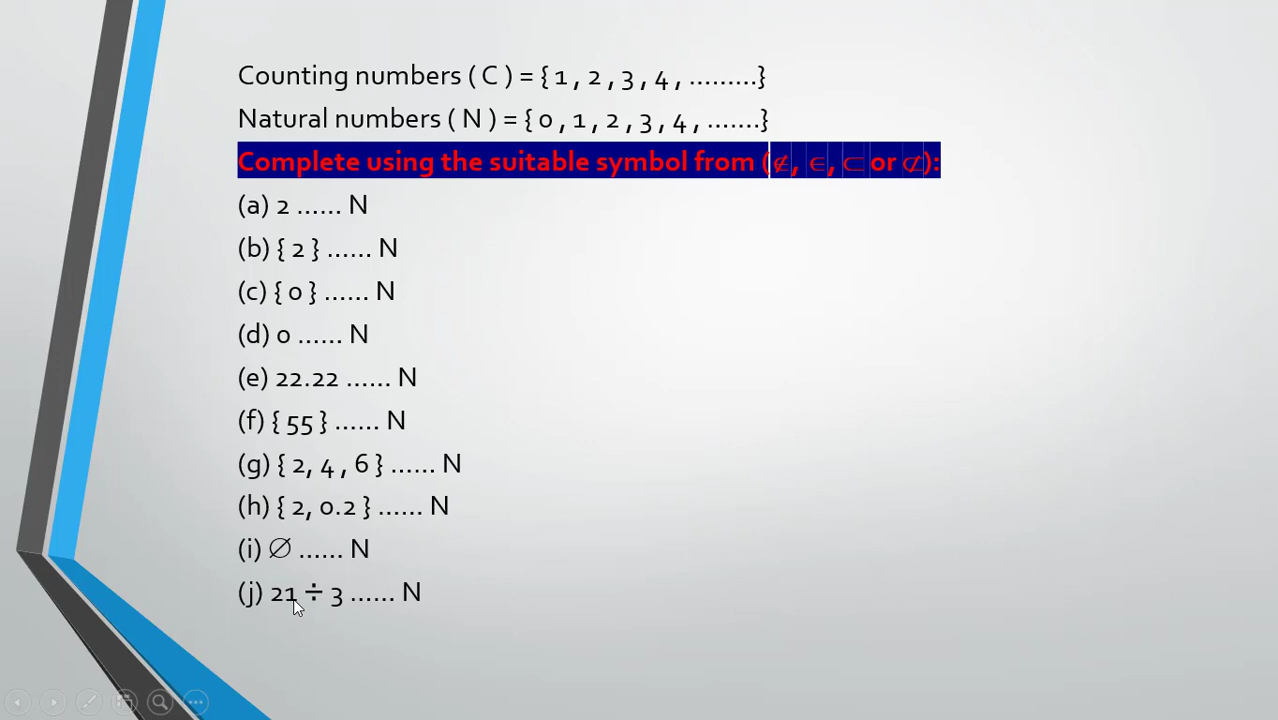 Counting numbers ( C ) = { 1 , 2 , 3 , 4 , .........}
Natural numbers ( N ) = { 0 , 1 , 2 , 3 , 4 , .......}
Complete using the suitable symbol from (∉, ∈, ⊂ or ⊄):
(a) 2 ...... N
(b) { 2 } ...... N
(c) { 0 } ...... N
(d) 0 ...... N
(e) 22.22 ...... N
(f) { 55 } ...... N
(g) { 2, 4 , 6 } ...... N
(h) { 2, 0.2 } ...... N
(i) ∅ ...... N
(j) 21 ÷ 3 ...... N